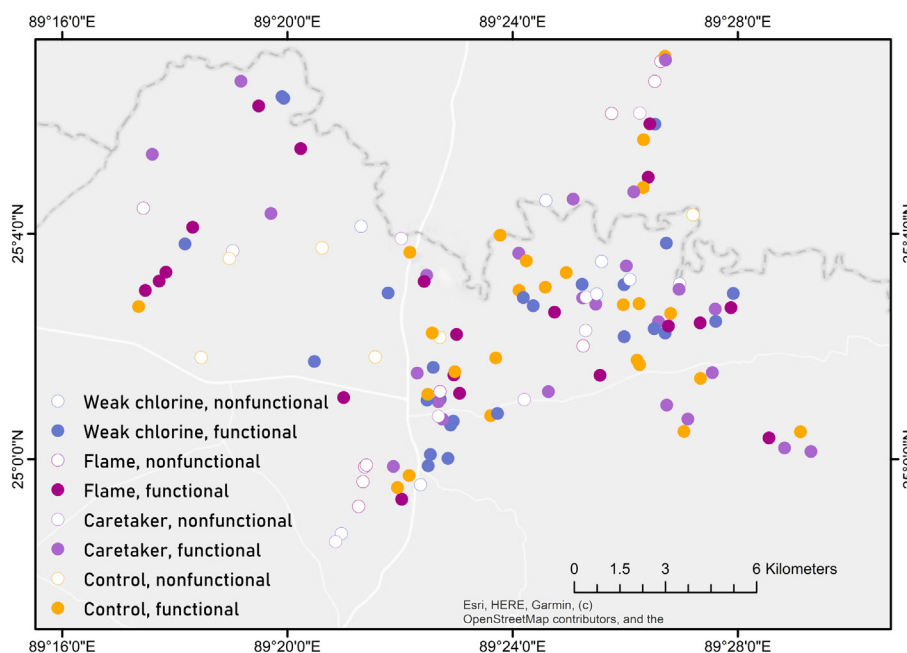 89°16'0"E 89°20'0"E 89°24'0"E 89°28'0"E
25°4'0"N 25°4'0"N
Weak chlorine, nonfunctional
Weak chlorine, functional
Flame, nonfunctional
Flame, functional
Caretaker, nonfunctional
Caretaker, functional
Control, nonfunctional
Control, functional
25°0'0"N 25°0'0"N
0 1.5 3 6 Kilometers
Esri, HERE, Garmin, (c)
OpenStreetMap contributors, and the
89°16'0"E 89°20'0"E 89°24'0"E 89°28'0"E